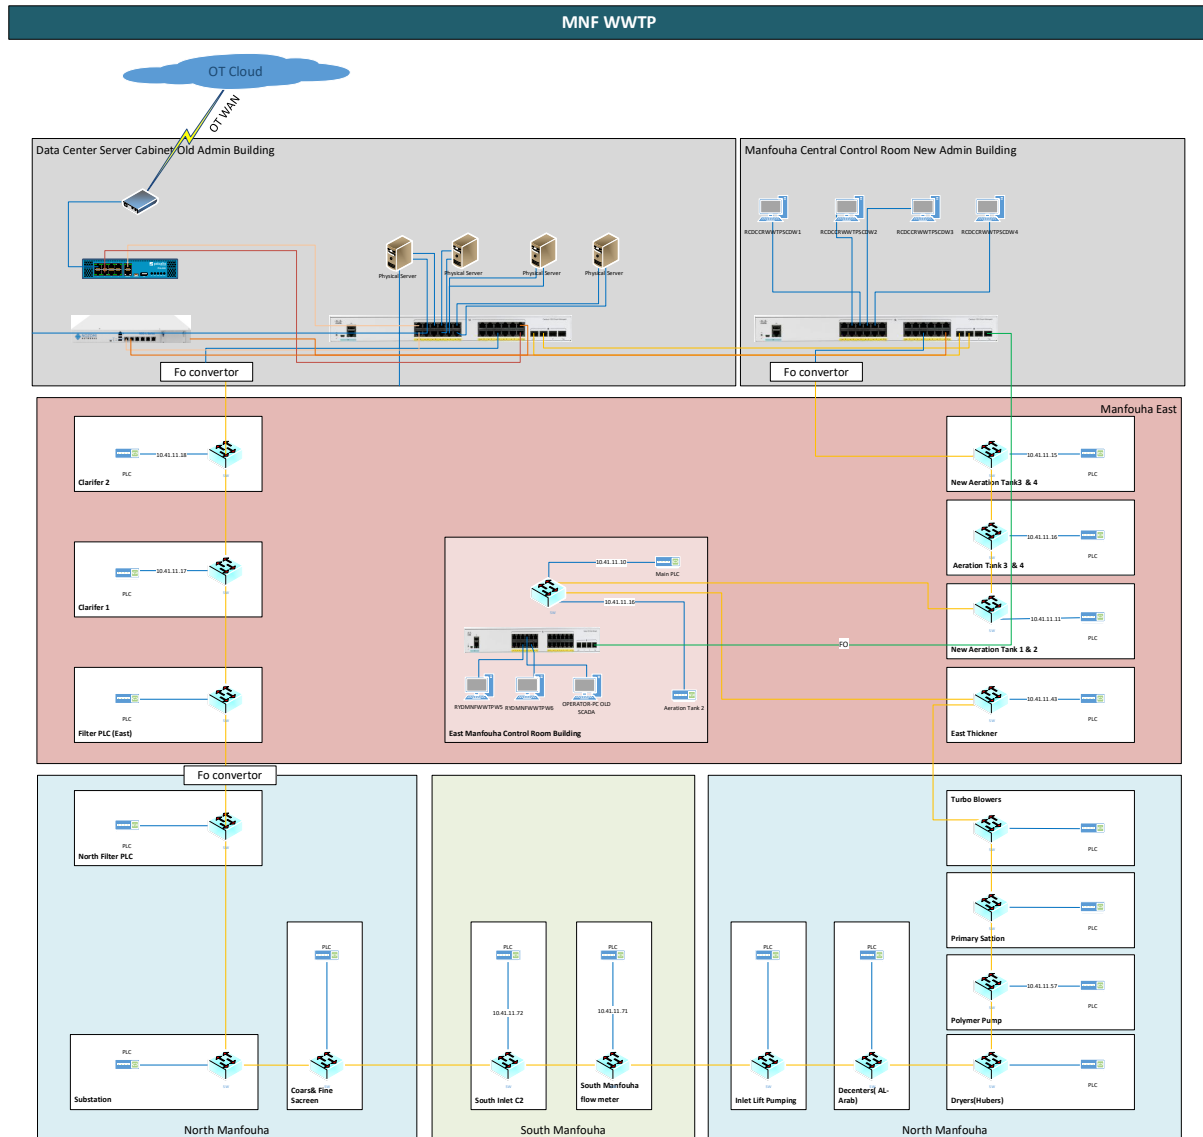 MNF WWTP
OT Cloud
OT WAN
Data Center Server Cabinet Old Admin Building
Manfouha Central Control Room New Admin Building
RCDCCRWWTPSCDW1
RCDCCRWWTPSCDW2
RCDCCRWWTPSCDW3
RCDCCRWWTPSCDW4
Physical Server
Physical Server
Physical Server
Physical Server
Fo convertor
Fo convertor
Manfouha East
10.41.11.18
PLC
Clarifer 2
10.41.11.15
PLC
New Aeration Tank3 & 4
10.41.11.16
PLC
Aeration Tank 3 & 4
10.41.11.17
PLC
Clarifer 1
10.41.11.10
Main PLC
10.41.11.16
SW
10.41.11.11
PLC
New Aeration Tank 1 & 2
FO
RYDMNFWWTPW5
RYDMNFWWTPW6
OPERATOR-PC OLD
SCADA
Aeration Tank 2
East Manfouha Control Room Building
PLC
Filter PLC (East)
10.41.11.43
PLC
East Thickner
Fo convertor
PLC
North Filter PLC
Turbo Blowers
PLC
PLC
Primary Sattion
10.41.11.57
PLC
Polymer Pump
PLC
PLC
PLC
PLC
PLC
10.41.11.72
10.41.11.71
PLC
Substation
Coars& Fine
Sacreen
South Inlet C2
South Manfouha
flow meter
Inlet Lift Pumping
Decenters( AL-
Arab)
PLC
Dryers(Hubers)
North Manfouha
South Manfouha
North Manfouha